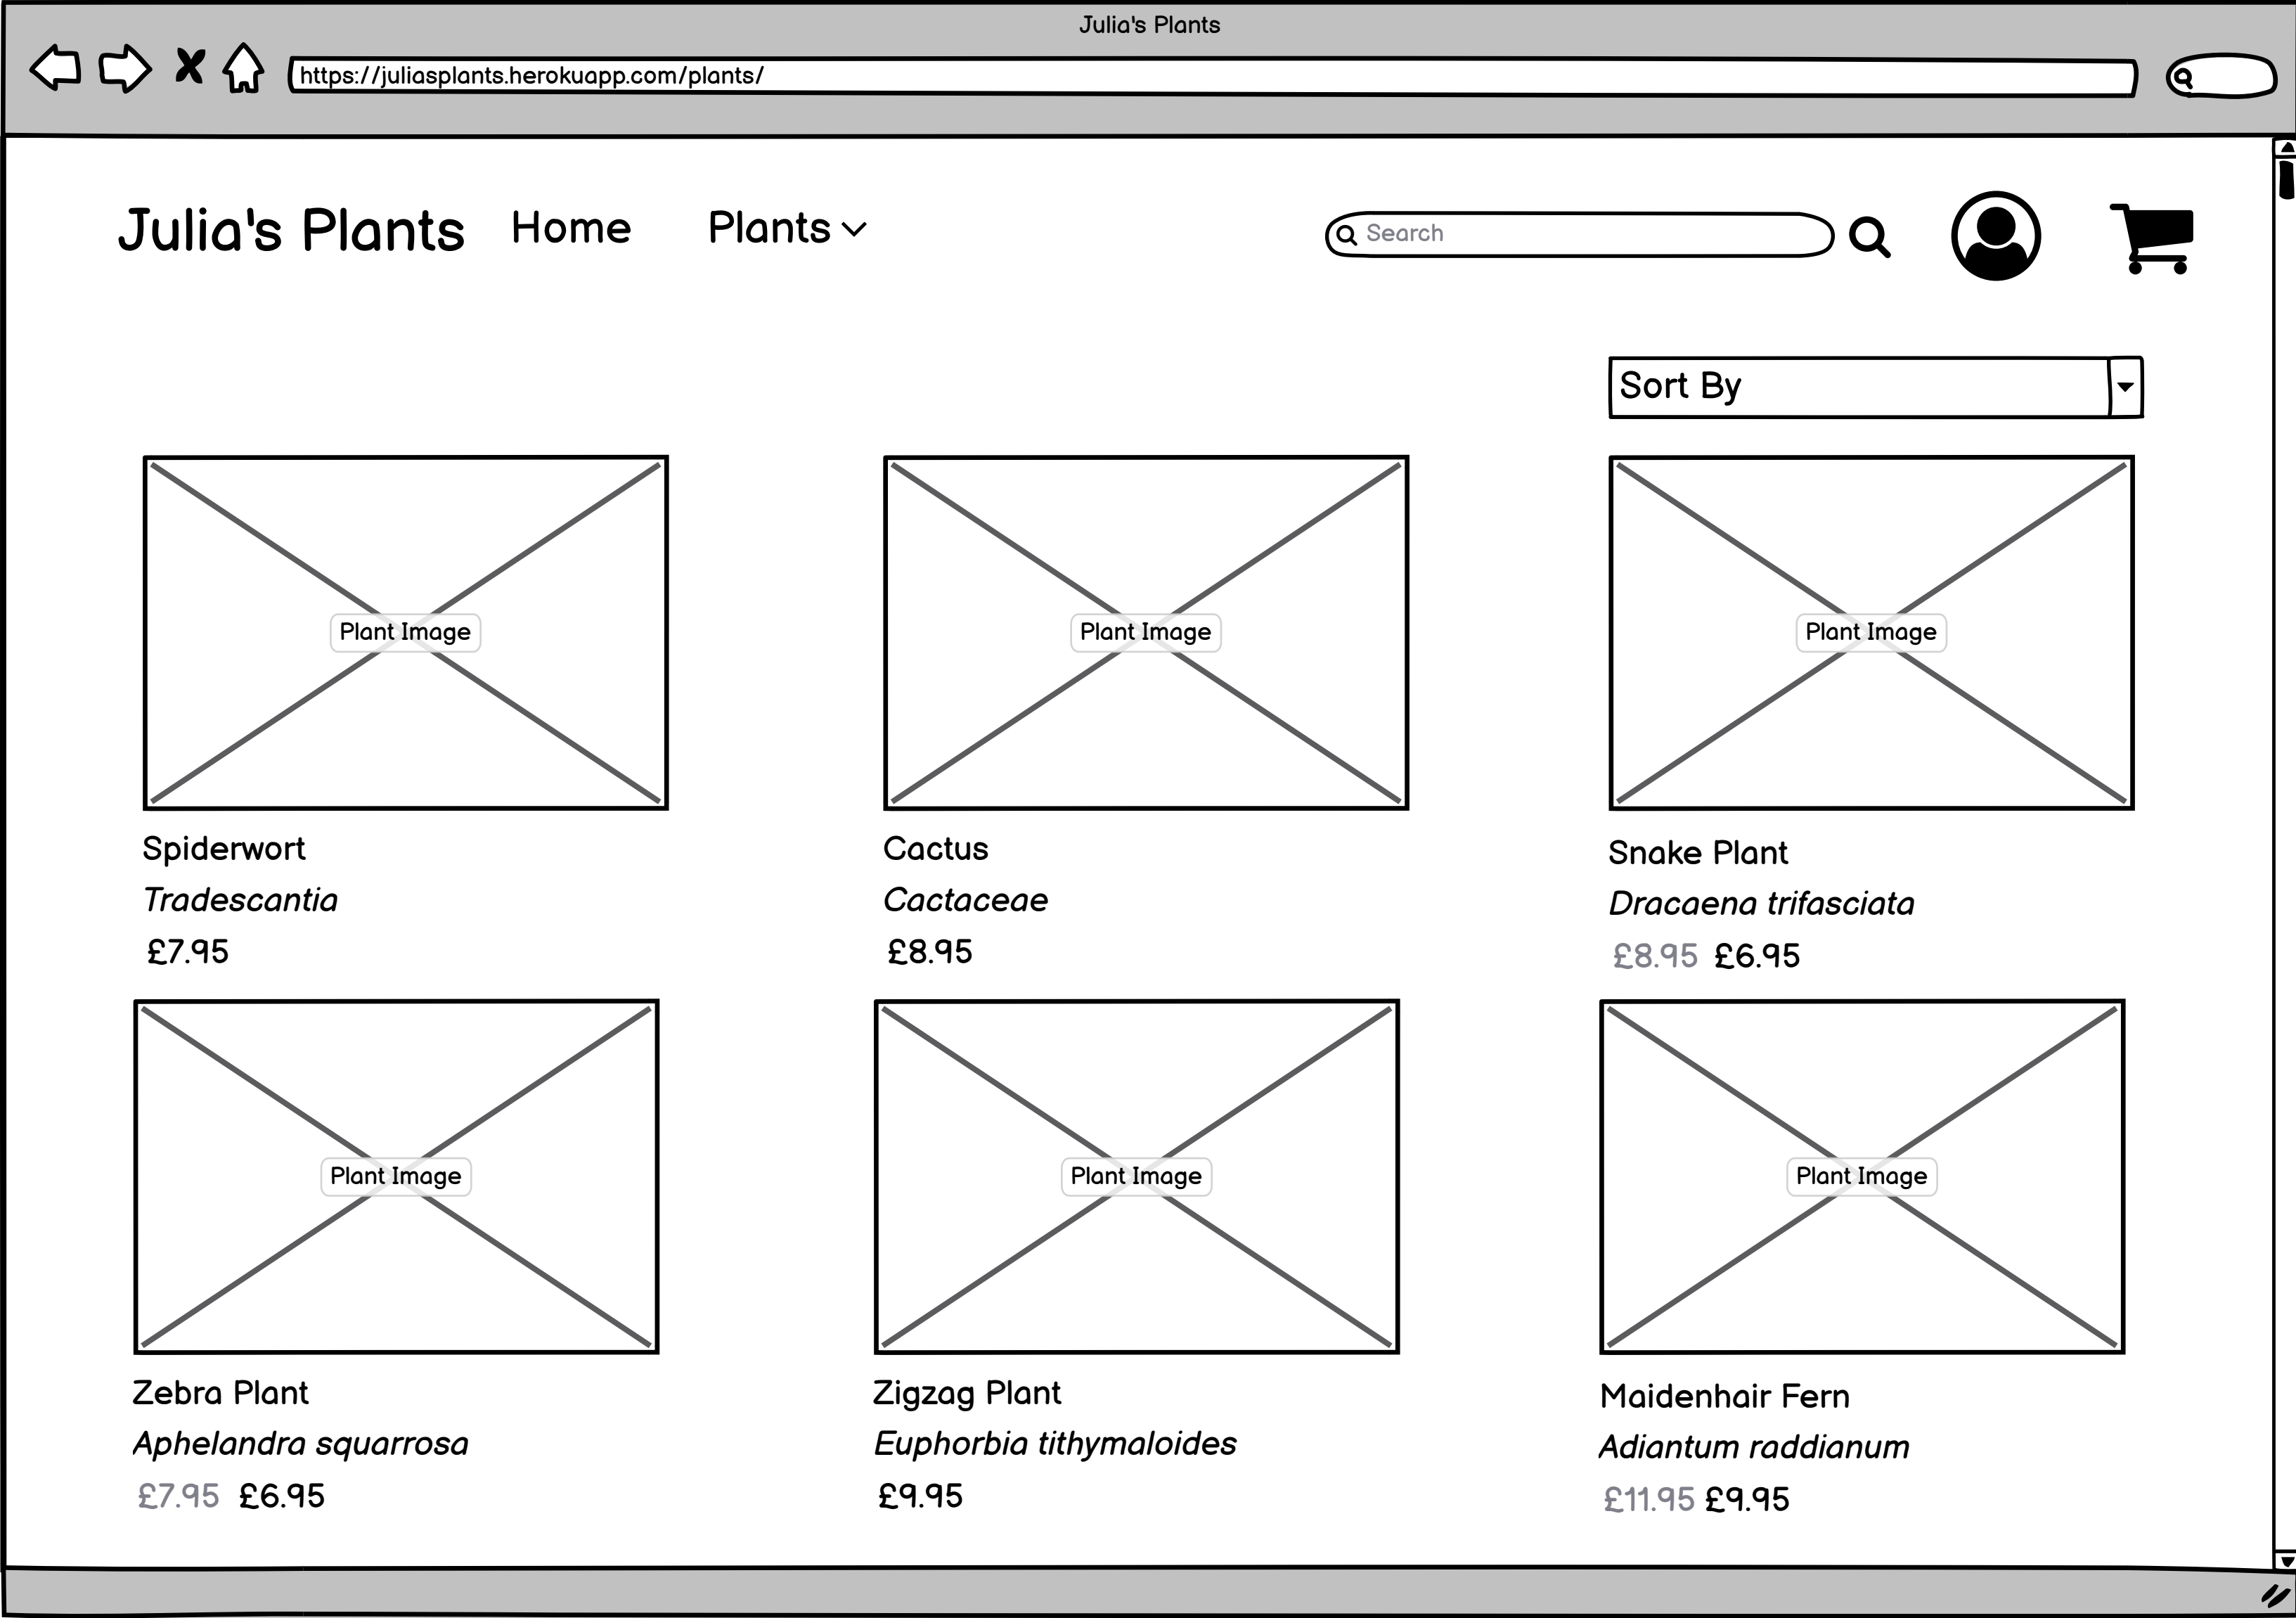 Julia's Plants
https://juliasplants.herokuapp.com/plants/
Julia's Plants Home Plants Search
Sort By
Plant Image Plant Image Plant Image
Spiderwort Cactus Snake Plant
Tradescantia Cactaceae Dracaena trifasciata
£7.95 £8.95 £8.95 £6.95
Plant Image Plant Image Plant Image
Zebra Plant Zigzag Plant Maidenhair Fern
Aphelandra squarrosa Euphorbia tithymaloides Adiantum raddianum
£7.95 £6.95 £9.95 £11.95 £9.95